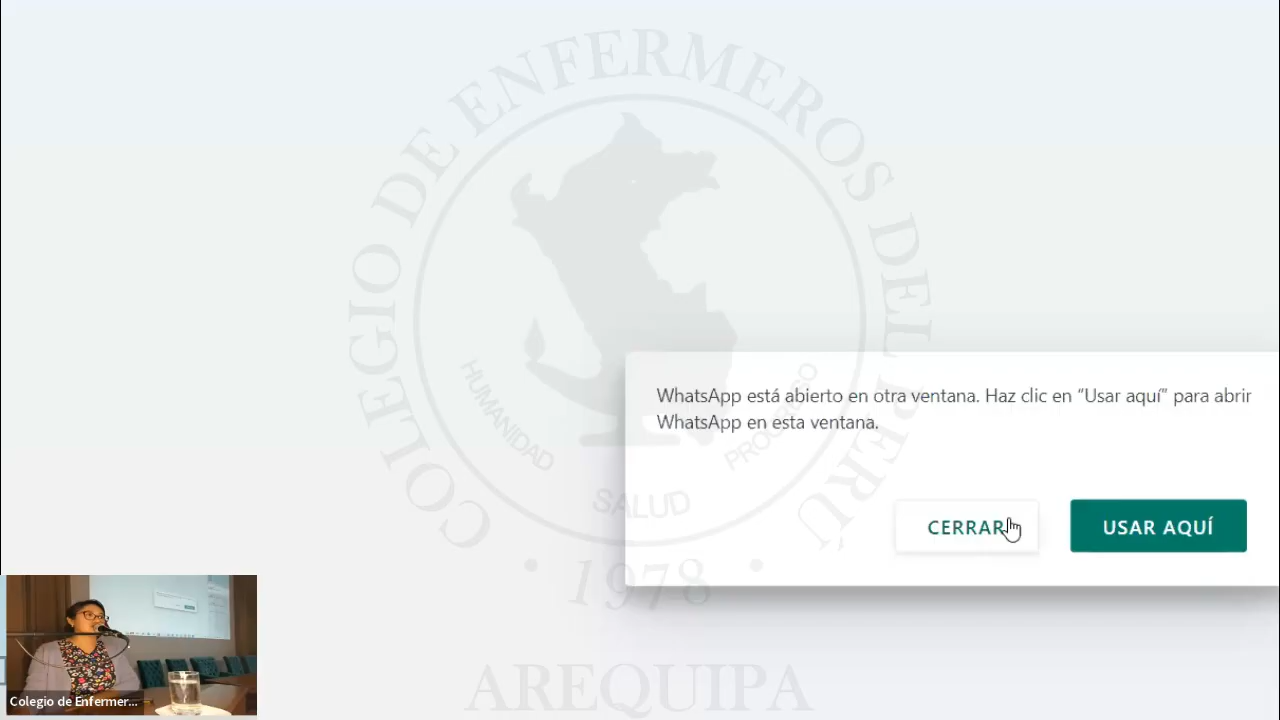 COLEGIO DE ENFERMEROS DEL PERÚ
HUMANIDAD
SALUD
PROGRESO
• 1978 •
AREQUIPA
WhatsApp está abierto en otra ventana. Haz clic en “Usar aquí” para abrir
WhatsApp en esta ventana.
CERRAR
USAR AQUÍ
Colegio de Enfermer...